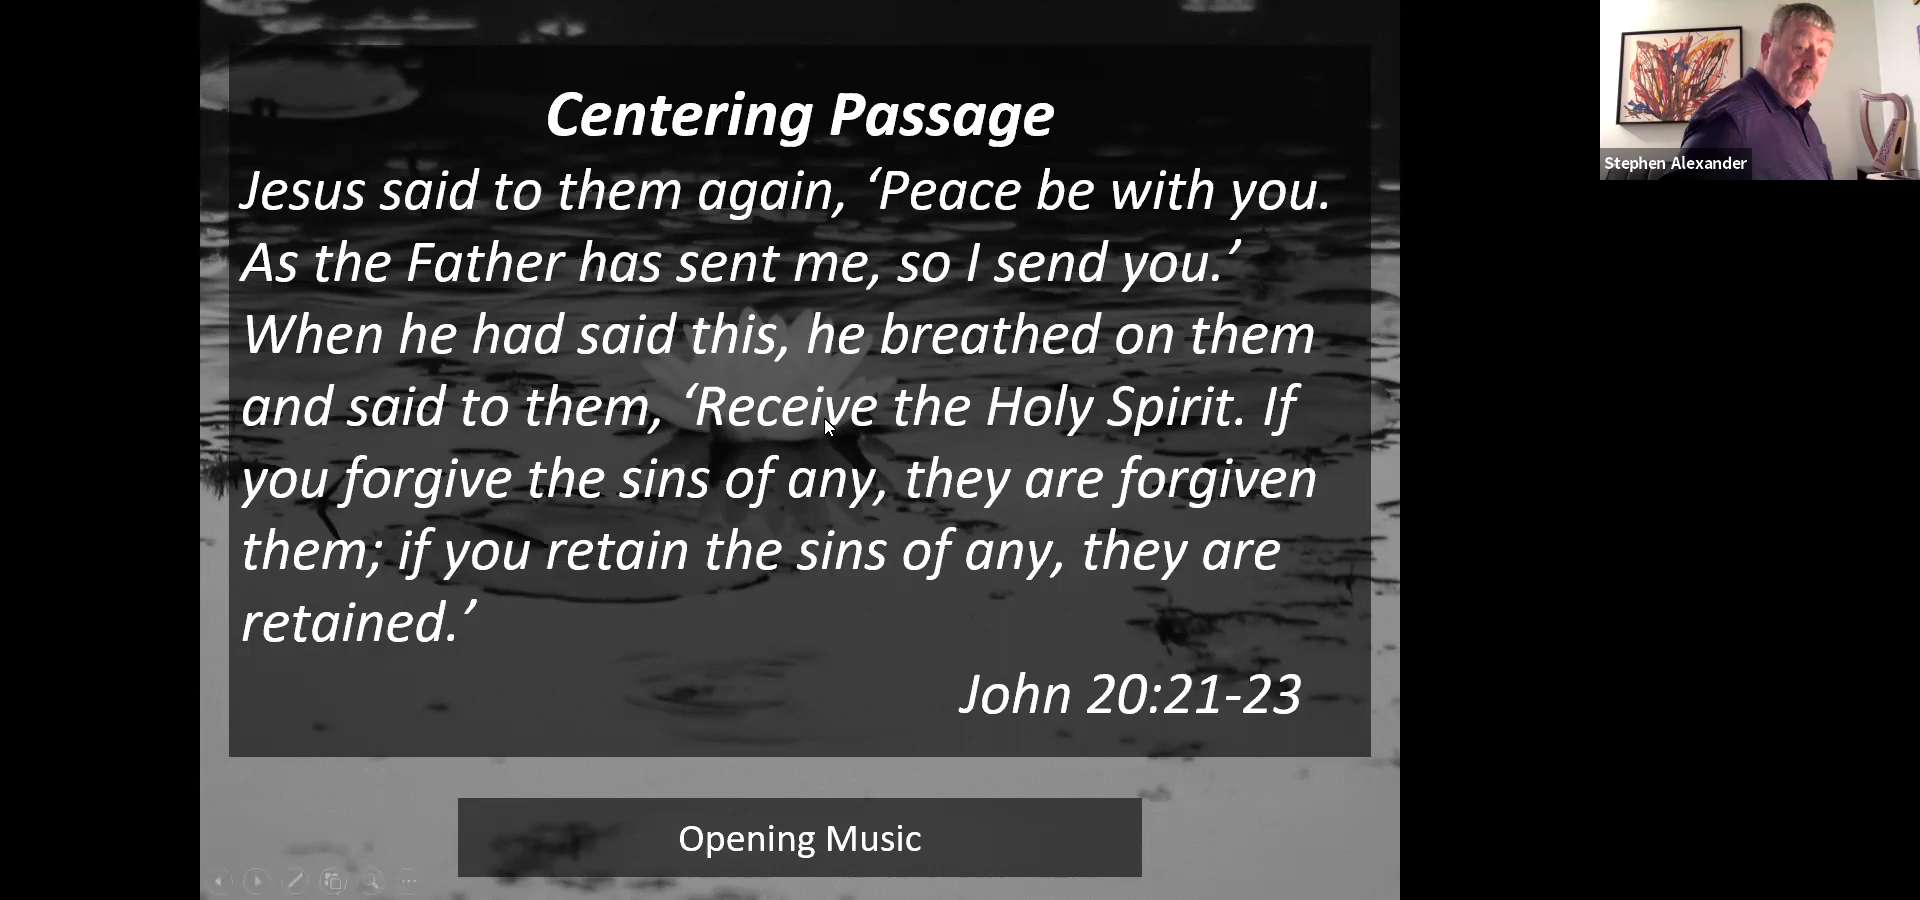 Centering Passage
Jesus said to them again, ‘Peace be with you.
As the Father has sent me, so I send you.’
When he had said this, he breathed on them
and said to them, ‘Receive the Holy Spirit. If
you forgive the sins of any, they are forgiven
them; if you retain the sins of any, they are
retained.’
John 20:21-23
Opening Music
Stephen Alexander